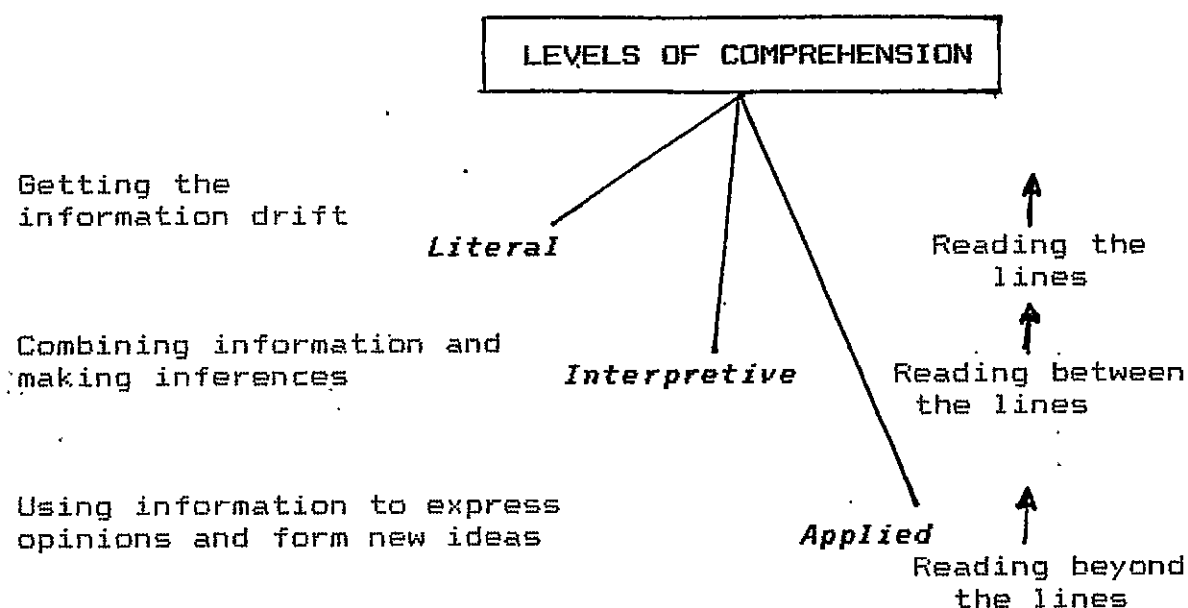 LEVELS OF COMPREHENSION
Getting the
information drift
Literal
Reading the
lines
Combining information and
making inferences
Interpretive
Reading between
the lines
Using information to express
opinions and form new ideas
Applied
Reading beyond
the lines